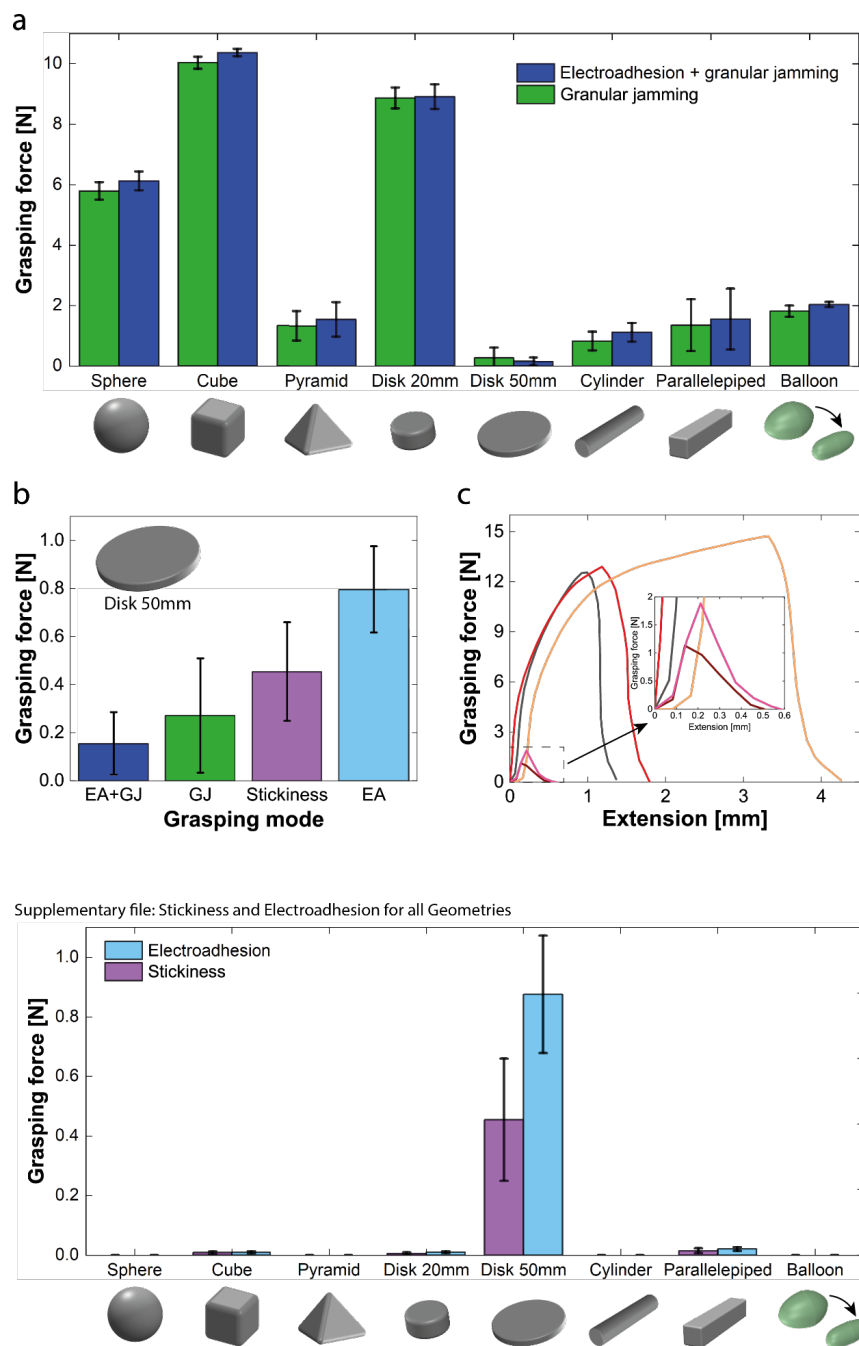 a
Grasping force [N]
10
8
6
4
2
0
Electroadhesion + granular jamming
Granular jamming
Sphere Cube Pyramid Disk 20mm Disk 50mm Cylinder Parallelepiped Balloon
b
Grasping force [N]
1.0
0.8
0.6
0.4
0.2
0.0
Disk 50mm
EA+GJ GJ Stickiness EA
Grasping mode
c
Grasping force [N]
15
12
9
6
3
0
Grasping force [N]
2
1.5
1
0.5
0
0 0.1 0.2 0.3 0.4 0.5 0.6
Extension [mm]
0 1 2 3 4
Extension [mm]
Supplementary file: Stickiness and Electroadhesion for all Geometries
Grasping force [N]
1.0
0.8
0.6
0.4
0.2
0.0
Electroadhesion
Stickiness
Sphere Cube Pyramid Disk 20mm Disk 50mm Cylinder Parallelepiped Balloon